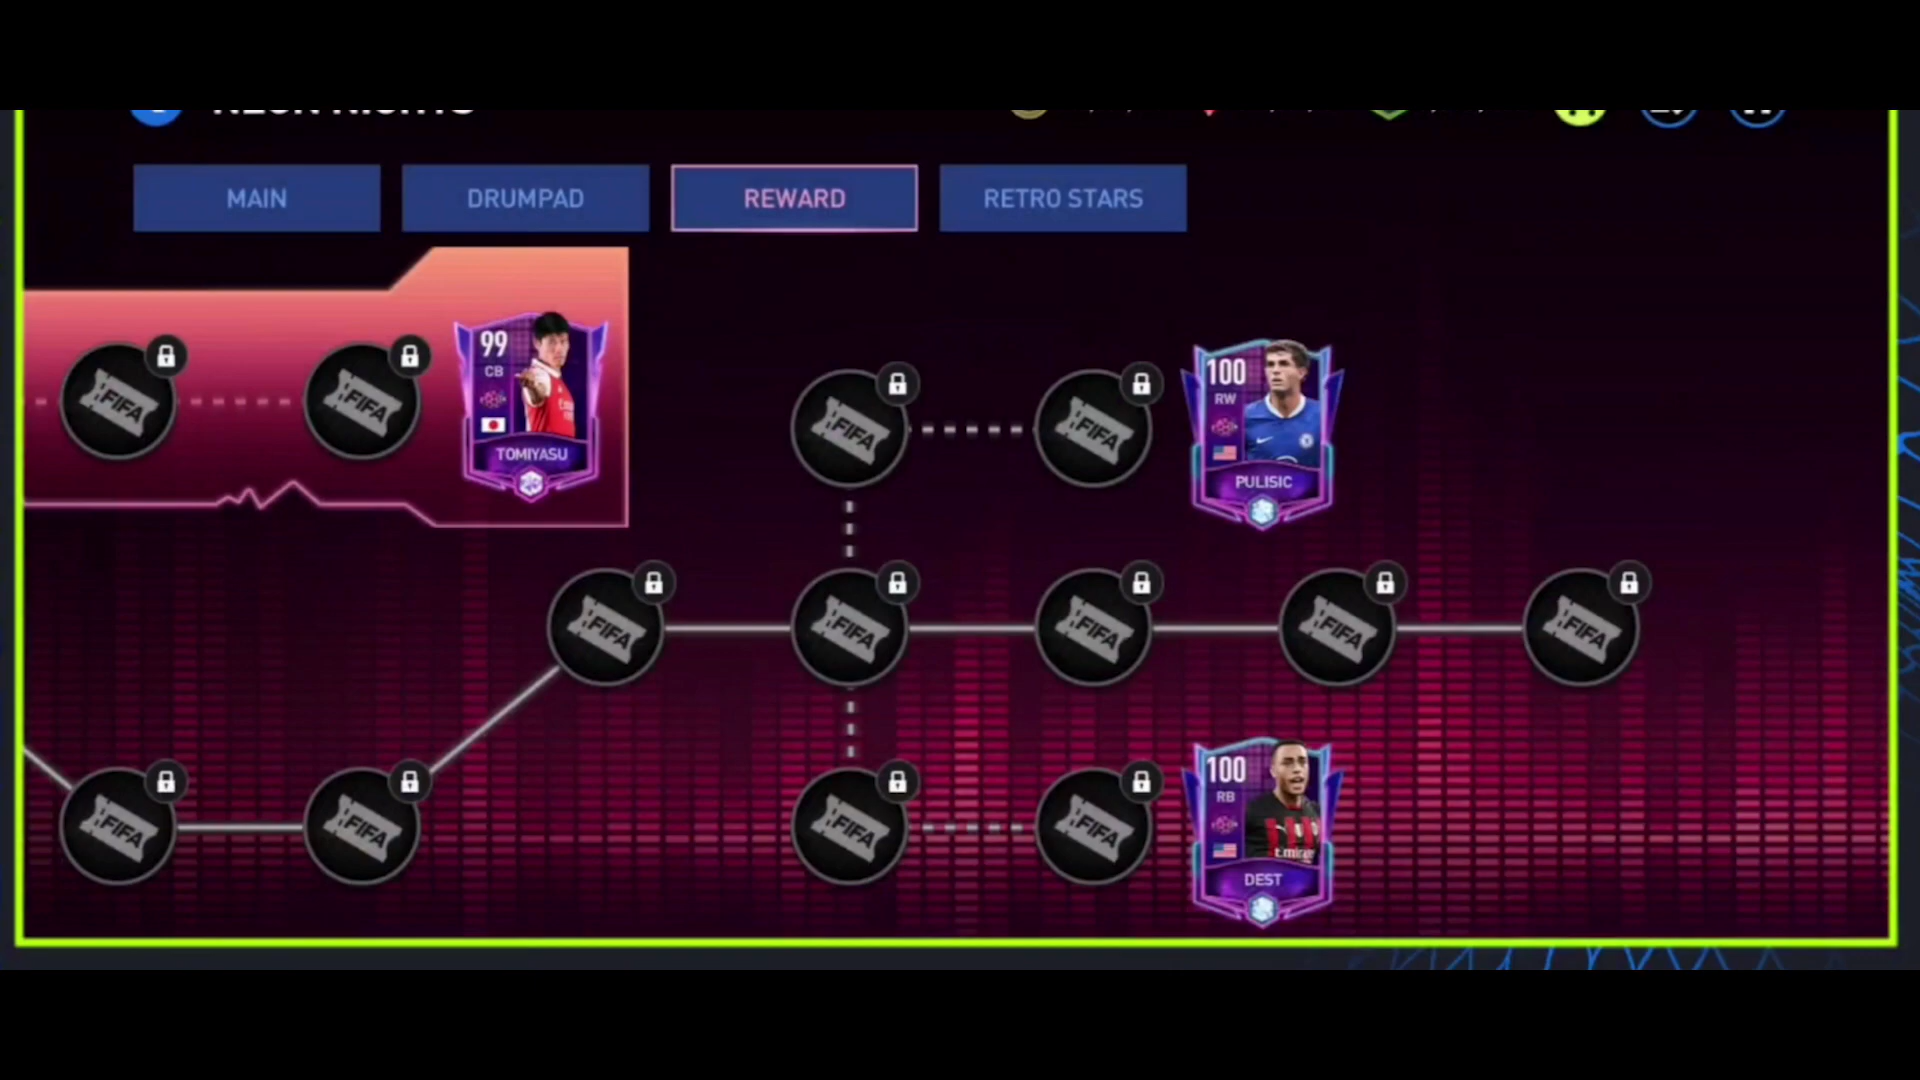 MAIN DRUMPAD REWARD RETRO STARS
99
CB
TOMIYASU
100
RW
PULISIC
FIFA FIFA FIFA FIFA
FIFA FIFA FIFA FIFA FIFA
100
RB
DEST
FIFA FIFA FIFA FIFA